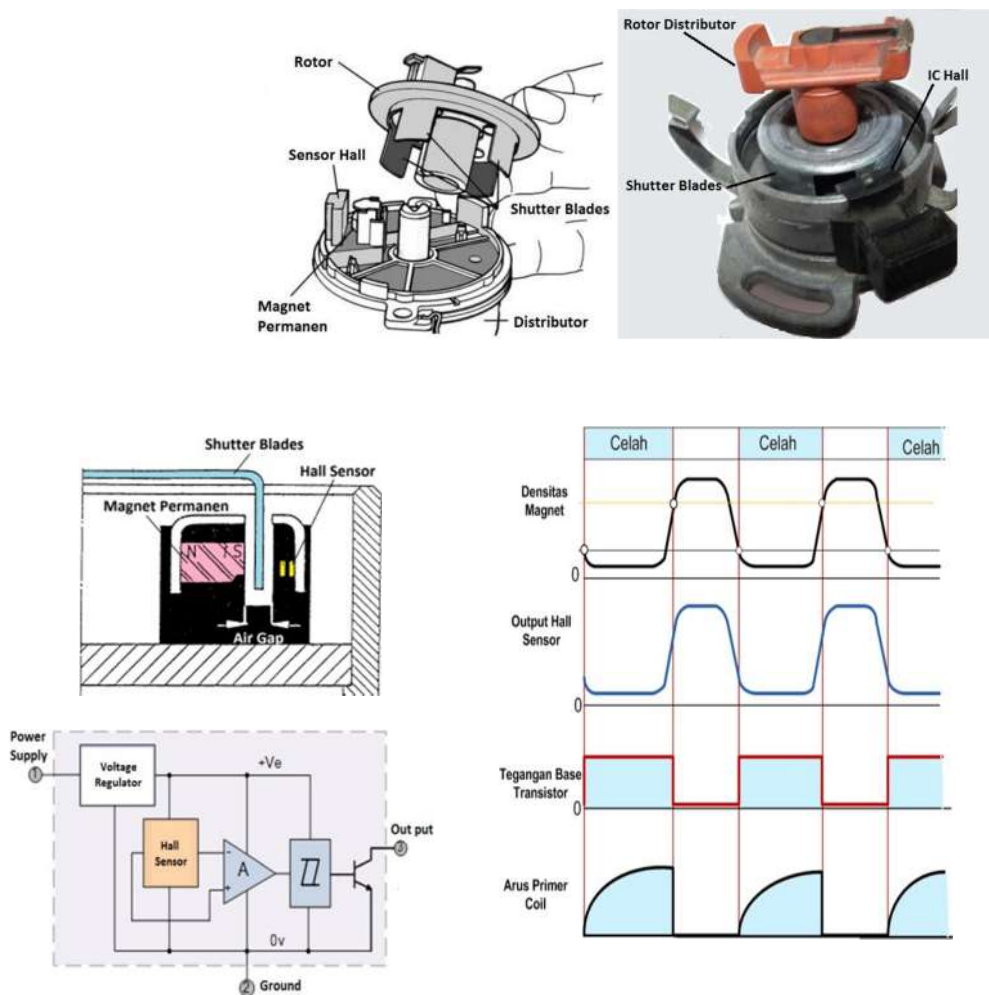 Rotor
Sensor Hall
Shutter Blades
Magnet
Permanen
Distributor
Rotor Distributor
IC Hall
Shutter Blades
Shutter Blades
Hall Sensor
Magnet Permanen
N
S
Air Gap
Power
Supply
1
Voltage
Regulator
+Ve
Hall
Sensor
-
+
A
Out put
3
0v
2
Ground
Celah
Celah
Celah
Densitas
Magnet
0
Output Hall
Sensor
0
Tegangan Base
Transistor
0
Arus Primer
Coil